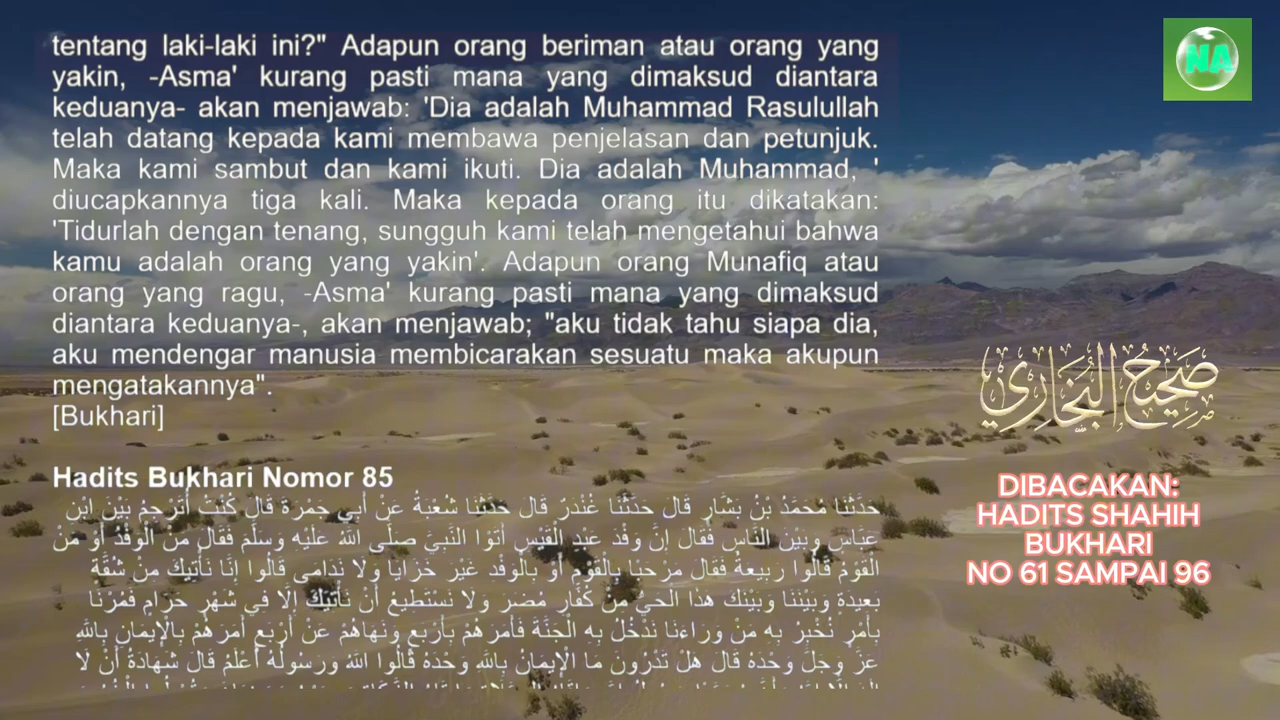 tentang laki-laki ini?" Adapun orang beriman atau orang yang
yakin, -Asma' kurang pasti mana yang dimaksud diantara
keduanya- akan menjawab: 'Dia adalah Muhammad Rasulullah
telah datang kepada kami membawa penjelasan dan petunjuk.
Maka kami sambut dan kami ikuti. Dia adalah Muhammad, '
diucapkannya tiga kali. Maka kepada orang itu dikatakan:
'Tidurlah dengan tenang, sungguh kami telah mengetahui bahwa
kamu adalah orang yang yakin'. Adapun orang Munafiq atau
orang yang ragu, -Asma' kurang pasti mana yang dimaksud
diantara keduanya-, akan menjawab; "aku tidak tahu siapa dia,
aku mendengar manusia membicarakan sesuatu maka akupun
mengatakannya".
[Bukhari]
Hadits Bukhari Nomor 85
حَدَّثَنَا مُحَمَّدُ بْنُ بَشَّارٍ قَالَ حَدَّثَنَا غُنْدَرٌ قَالَ حَدَّثَنَا شُعْبَةُ عَنْ أَبِي جَمْرَةَ قَالَ كُنْتُ أُتَرْجِمُ بَيْنَ ابْنِ
عَبَّاسٍ وَبَيْنَ النَّاسِ فَقَالَ إِنَّ وَفْدَ عَبْدِ الْقَيْسِ أَتَوْا النَّبِيَّ صَلَّى اللَّهُ عَلَيْهِ وَسَلَّمَ فَقَالَ مَنْ الْوَفْدُ أَوْ مَنْ
الْقَوْمُ قَالُوا رَبِيعَةُ فَقَالَ مَرْحَبًا بِالْقَوْمِ أَوْ بِالْوَفْدِ غَيْرَ خَزَايَا وَلَا نَدَامَى قَالُوا إِنَّا نَأْتِيكَ مِنْ شُقَّةٍ
بَعِيدَةٍ وَبَيْنَنَا وَبَيْنَكَ هَذَا الْحَيُّ مِنْ كُفَّارِ مُضَرَ وَلَا نَسْتَطِيعُ أَنْ نَأْتِيَكَ إِلَّا فِي شَهْرٍ حَرَامٍ فَمُرْنَا
بِأَمْرٍ نُخْبِرُ بِهِ مَنْ وَرَاءَنَا نَدْخُلُ بِهِ الْجَنَّةَ فَأَمَرَهُمْ بِأَرْبَعٍ وَنَهَاهُمْ عَنْ أَرْبَعٍ أَمَرَهُمْ بِالْإِيمَانِ بِاللَّهِ
عَزَّ وَجَلَّ وَحْدَهُ قَالَ هَلْ تَدْرُونَ مَا الْإِيمَانُ بِاللَّهِ وَحْدَهُ قَالُوا اللَّهُ وَرَسُولُهُ أَعْلَمُ قَالَ شَهَادَةُ أَنْ لَا
NA
صَحِيحُ الْبُخَارِيِّ
DIBACAKAN:
HADITS SHAHIH
BUKHARI
NO 61 SAMPAI 96